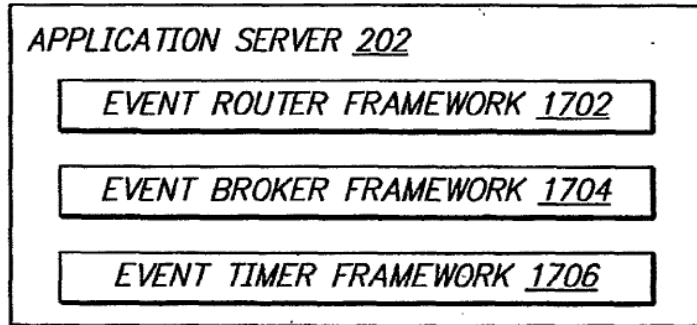 APPLICATION SERVER 202
EVENT ROUTER FRAMEWORK 1702
EVENT BROKER FRAMEWORK 1704
EVENT TIMER FRAMEWORK 1706